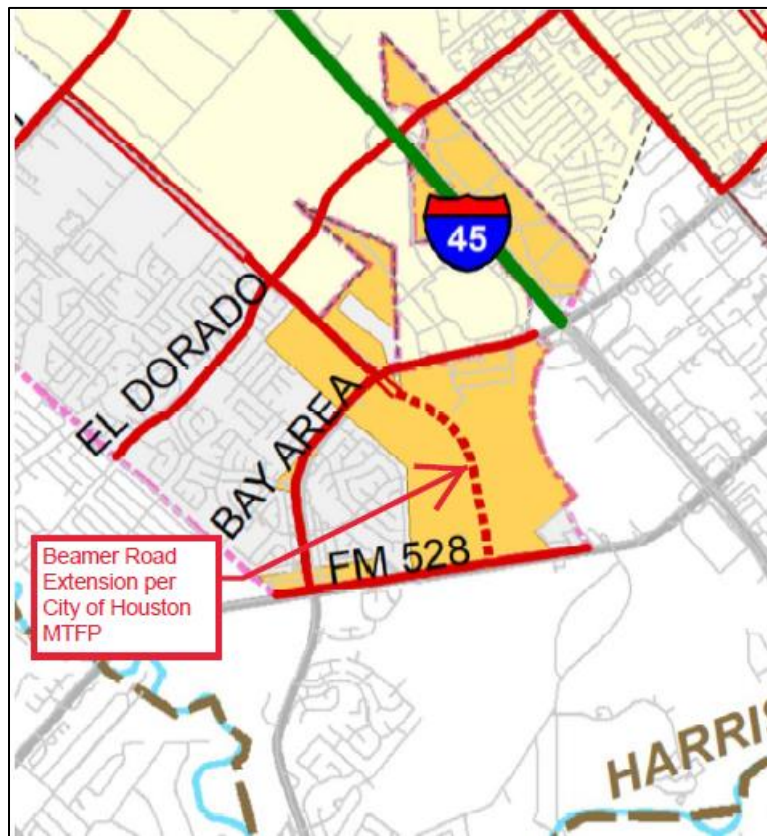 45
EL DORADO
BAY AREA
FM 528
Beamer Road
Extension per
City of Houston
MTFP
HARRIS